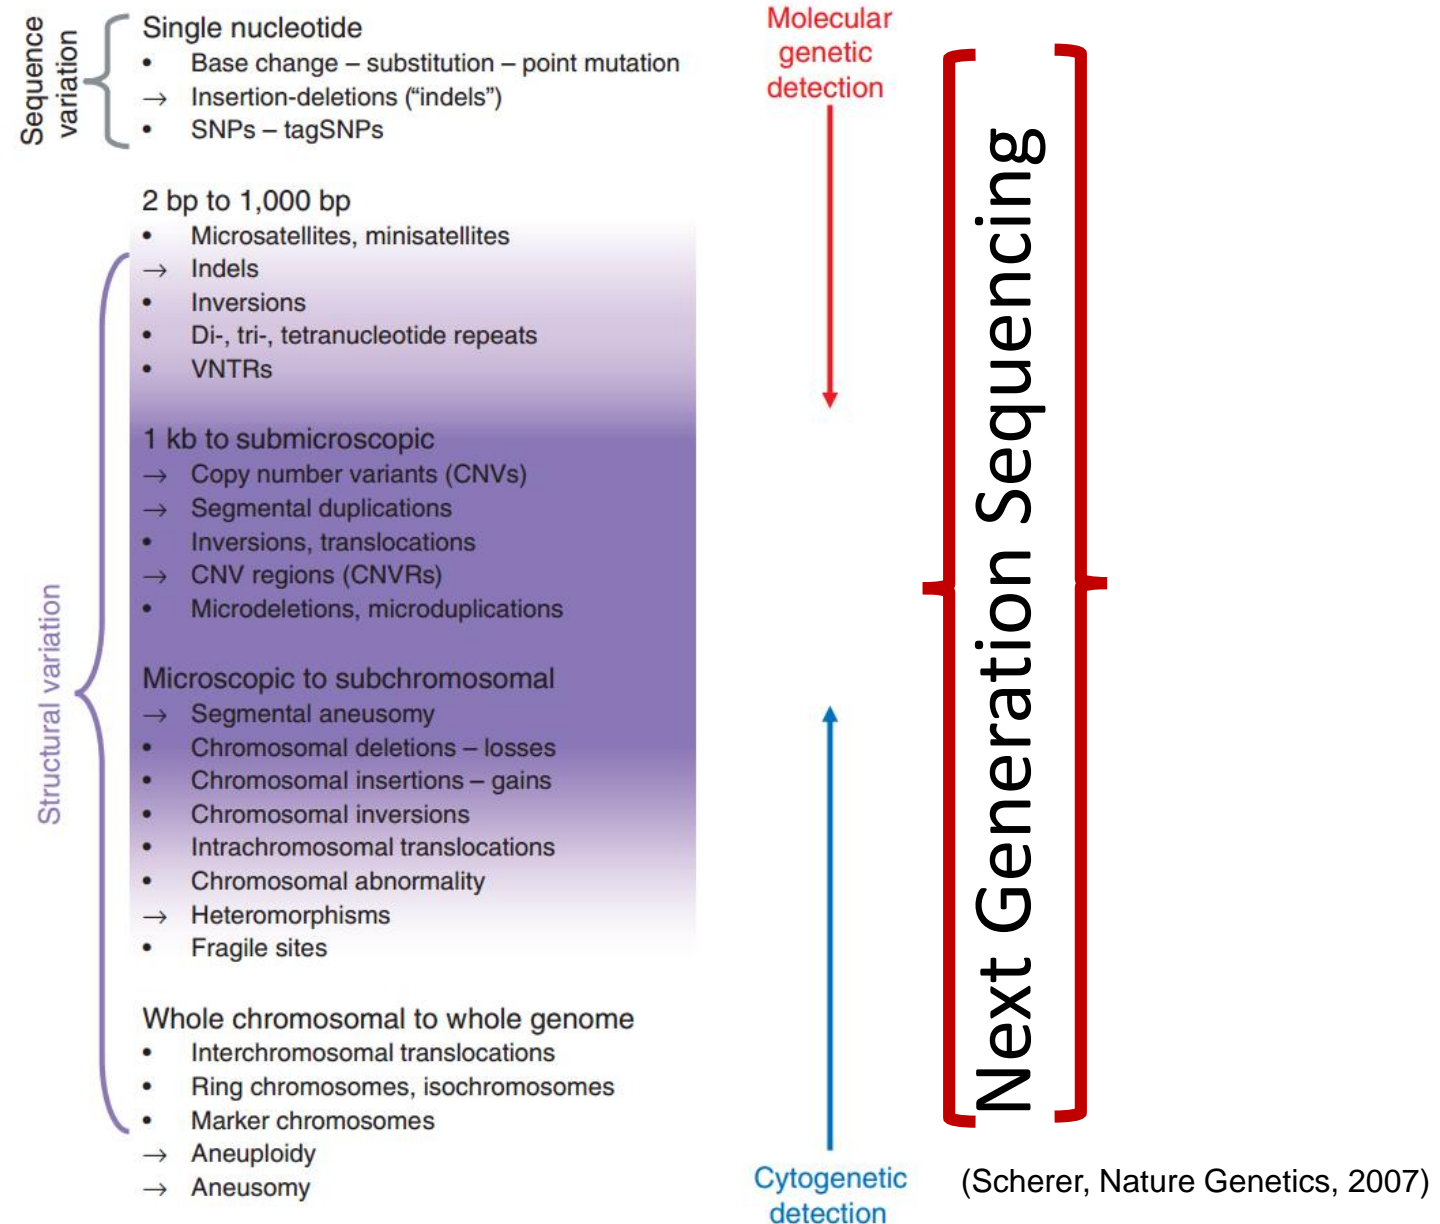 Sequence
variation
Single nucleotide
• Base change – substitution – point mutation
→ Insertion-deletions (“indels”)
• SNPs – tagSNPs
2 bp to 1,000 bp
• Microsatellites, minisatellites
→ Indels
• Inversions
• Di-, tri-, tetranucleotide repeats
• VNTRs
1 kb to submicroscopic
→ Copy number variants (CNVs)
→ Segmental duplications
• Inversions, translocations
→ CNV regions (CNVRs)
• Microdeletions, microduplications
Structural variation
Microscopic to subchromosomal
→ Segmental aneusomy
• Chromosomal deletions – losses
• Chromosomal insertions – gains
• Chromosomal inversions
• Intrachromosomal translocations
• Chromosomal abnormality
→ Heteromorphisms
• Fragile sites
Whole chromosomal to whole genome
• Interchromosomal translocations
• Ring chromosomes, isochromosomes
• Marker chromosomes
→ Aneuploidy
→ Aneusomy
Molecular
genetic
detection
Cytogenetic
detection
Next Generation Sequencing
(Scherer, Nature Genetics, 2007)